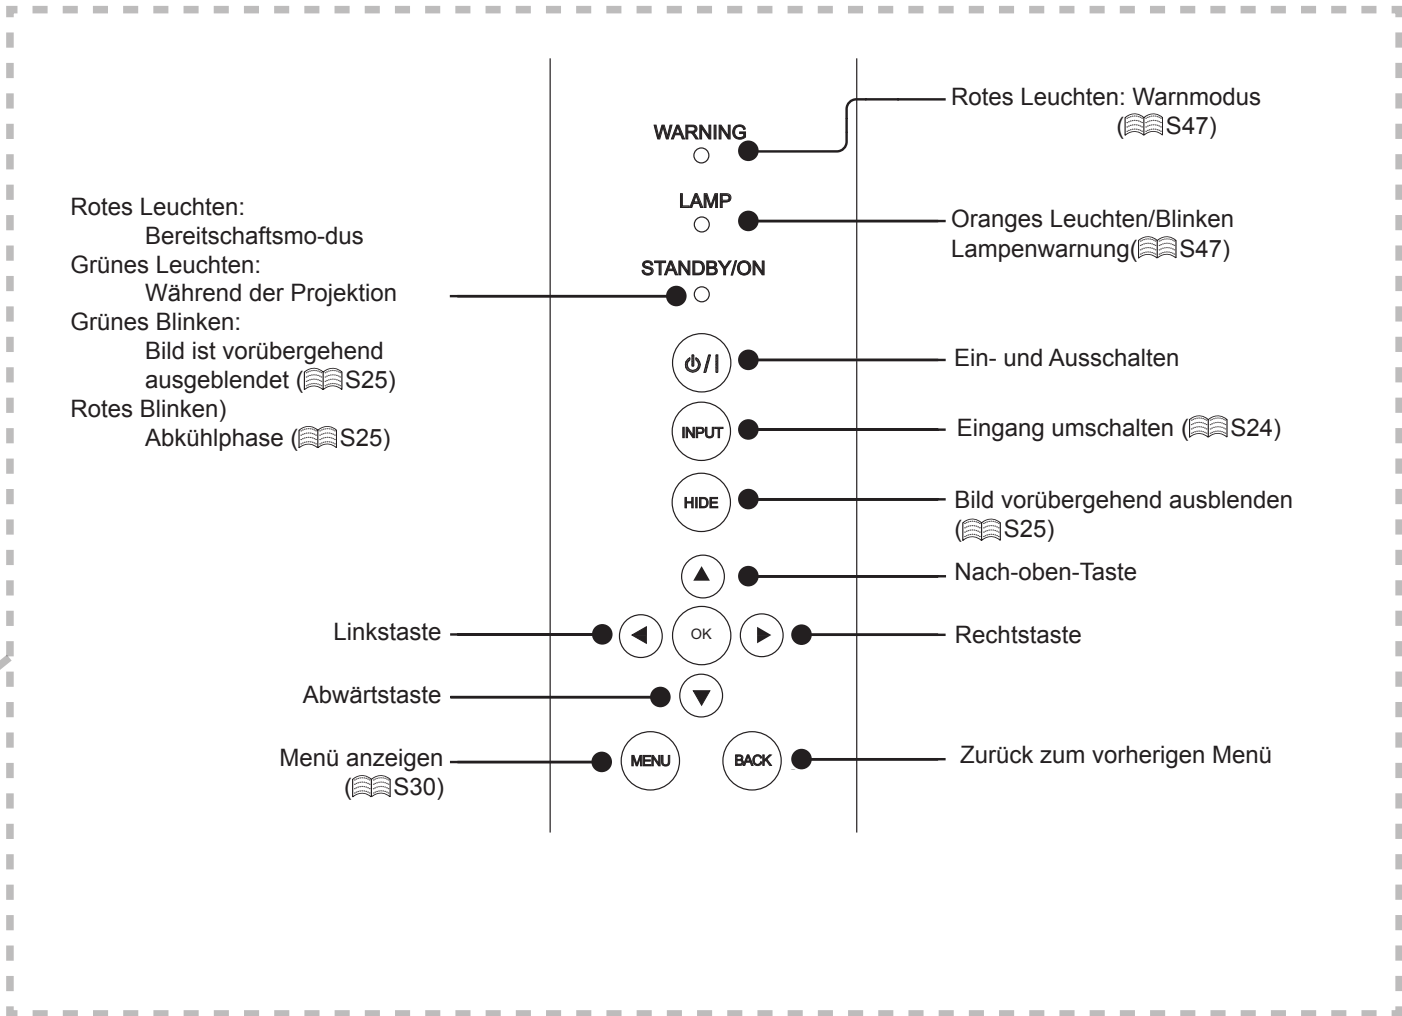 Rotes Leuchten: Warnmodus
(S47)
WARNING
LAMP
Oranges Leuchten/Blinken
Lampenwarnung(S47)
Rotes Leuchten:
Bereitschaftsmo-dus
Grünes Leuchten:
Während der Projektion
Grünes Blinken:
Bild ist vorübergehend
ausgeblendet (S25)
Rotes Blinken)
Abkühlphase (S25)
STANDBY/ON
⏻/|
Ein- und Ausschalten
INPUT
Eingang umschalten (S24)
HIDE
Bild vorübergehend ausblenden
(S25)
Nach-oben-Taste
Linkstaste
OK
Rechtstaste
Abwärtstaste
Menü anzeigen
(S30)
MENU
BACK
Zurück zum vorherigen Menü